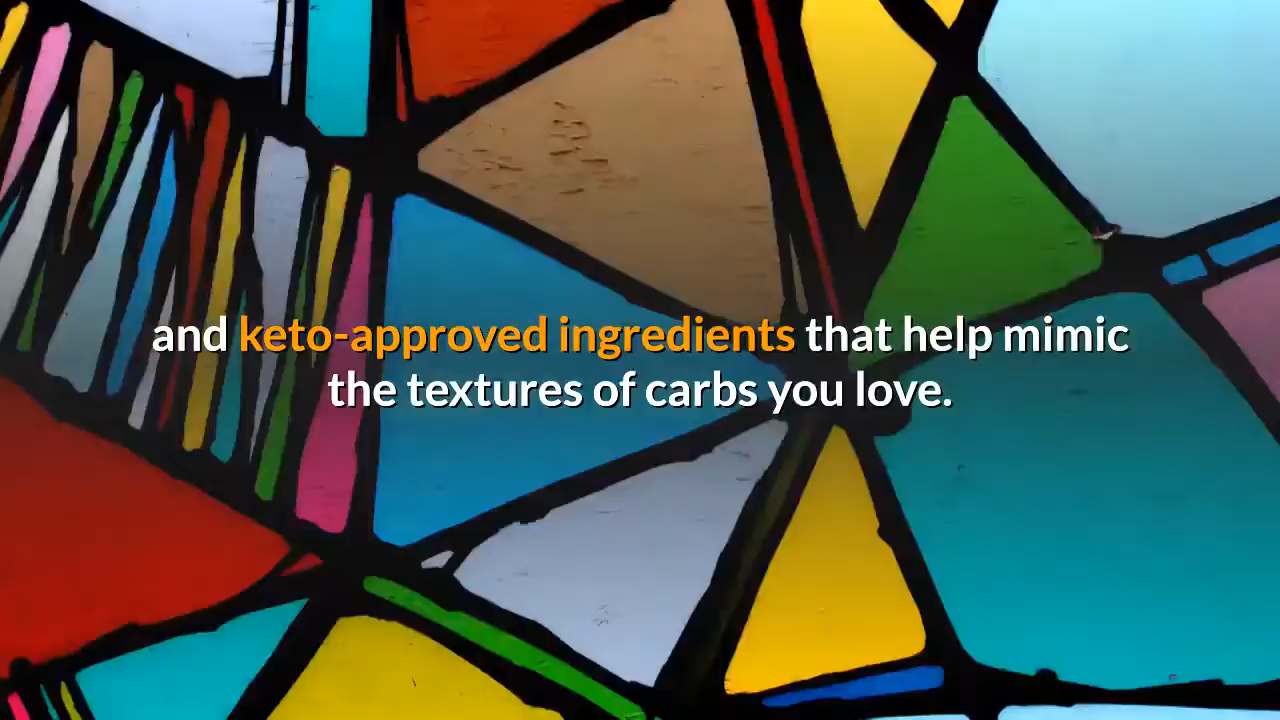 and keto-approved ingredients that help mimic
the textures of carbs you love.